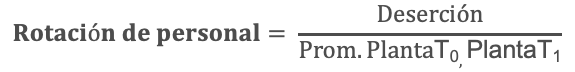 Rotación de personal = Deserción
Prom. PlantaT₀, PlantaT₁